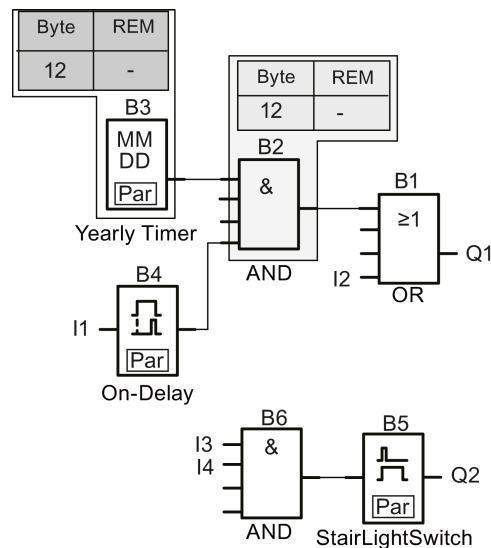 Byte REM
12 -
B3
MM
DD
Par
Yearly Timer
Byte REM
12 -
B2
&
AND
B1
≥1
Q1
I2
OR
B4
I1
Par
On-Delay
B6
I3
I4
&
AND
B5
Q2
Par
StairLightSwitch